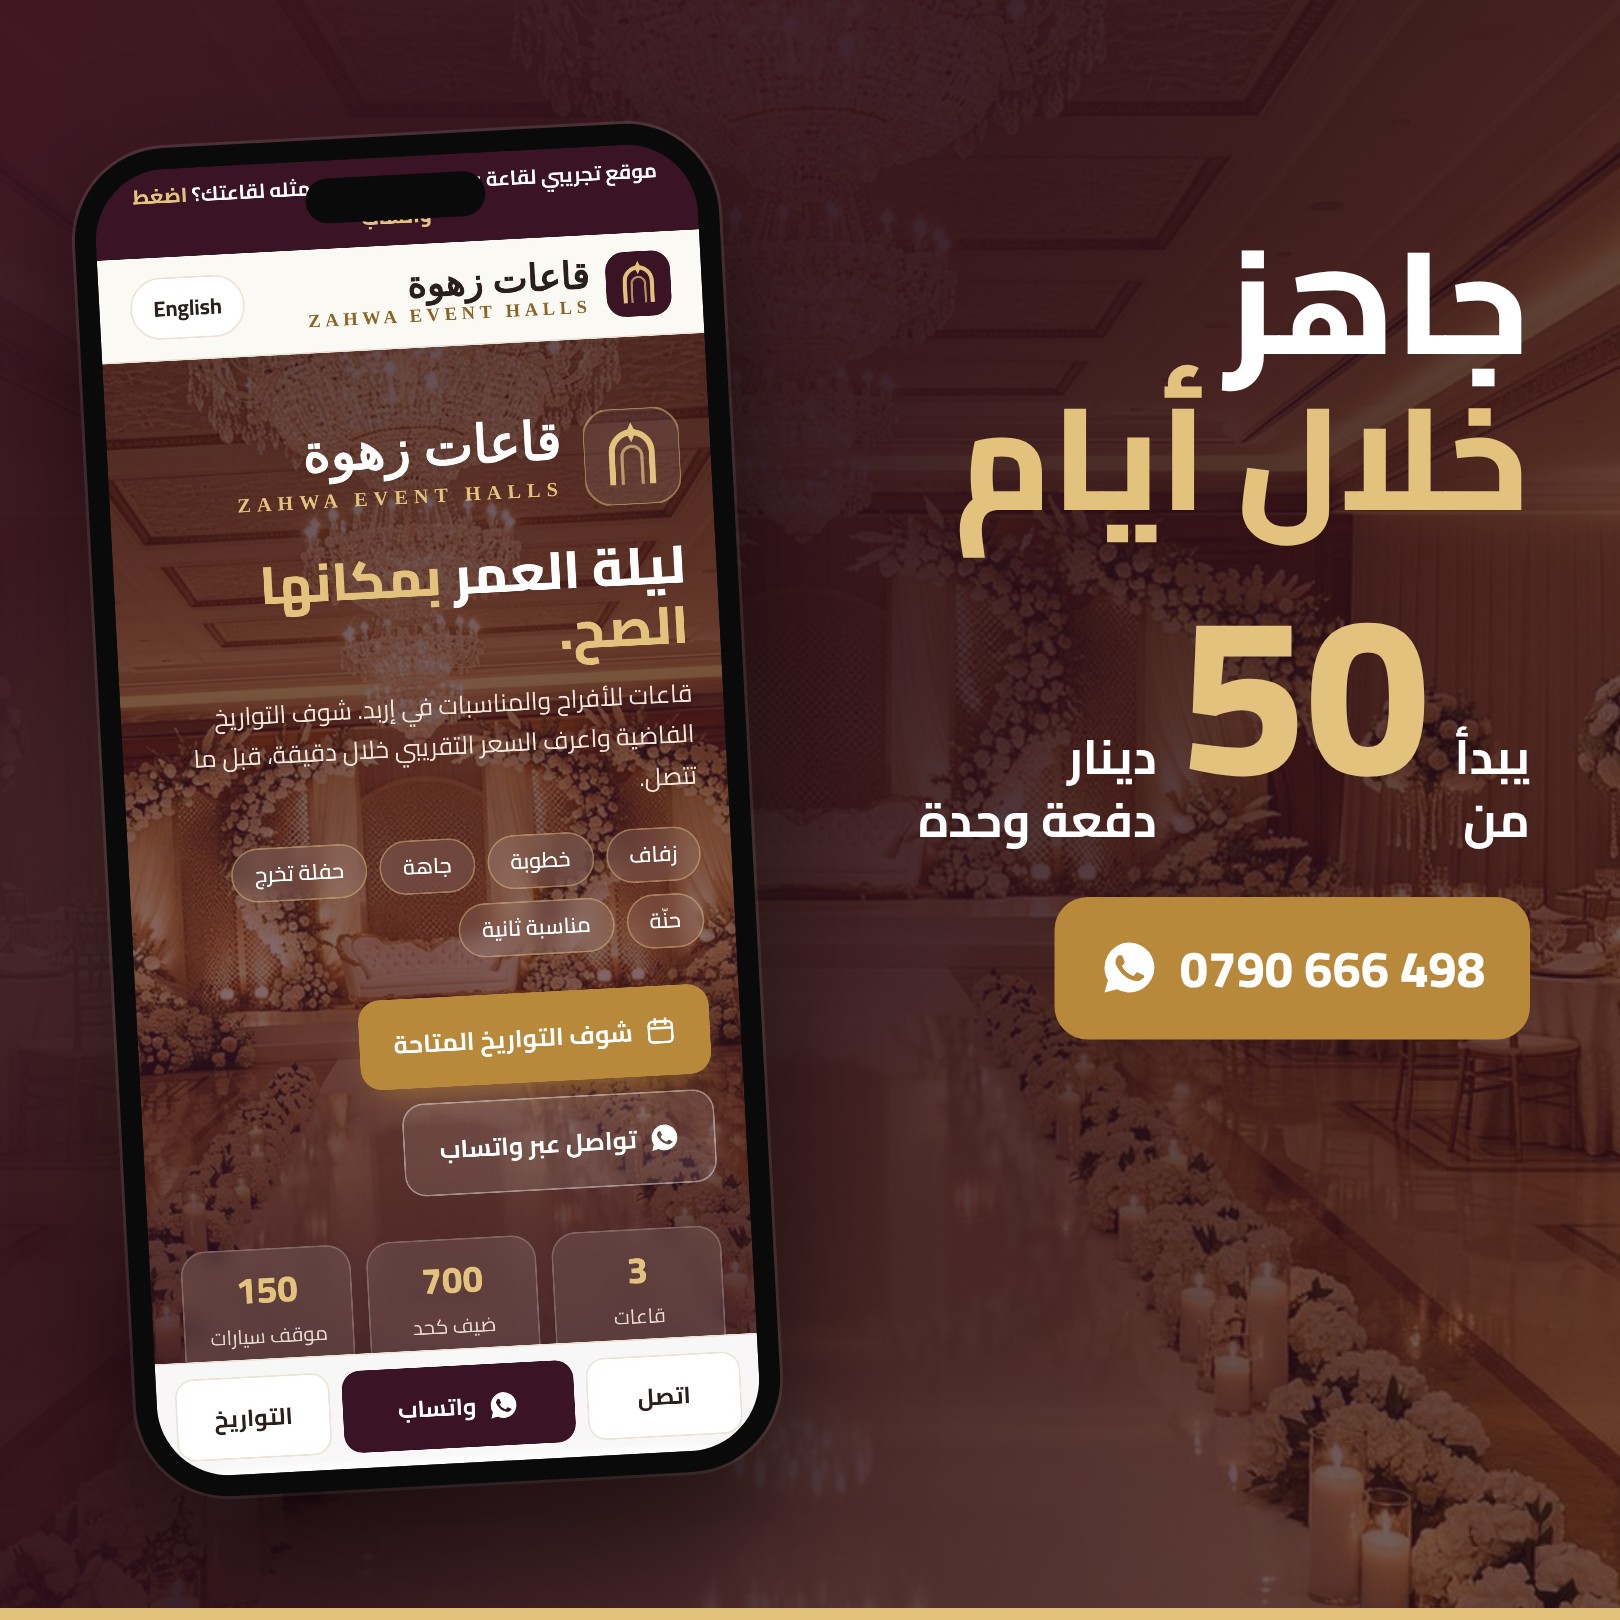 جاهز
خلال أيام
يبدأ من 50 دينار دفعة وحدة
0790 666 498
موقع تجريبي لقاعة مثله لقاعتك؟ اضغط
واتساب
قاعات زهوة
ZAHWA EVENT HALLS
English
قاعات زهوة
ZAHWA EVENT HALLS
ليلة العمر بمكانها
الصح.
قاعات للأفراح والمناسبات في إربد. شوف التواريخ
الفاضية واعرف السعر التقريبي خلال دقيقة، قبل ما
تتصل.
زفاف خطوبة جاهة حفلة تخرج
حنّة مناسبة ثانية
شوف التواريخ المتاحة
تواصل عبر واتساب
3 700 150
قاعات ضيف كحد موقف سيارات
اتصل واتساب التواريخ